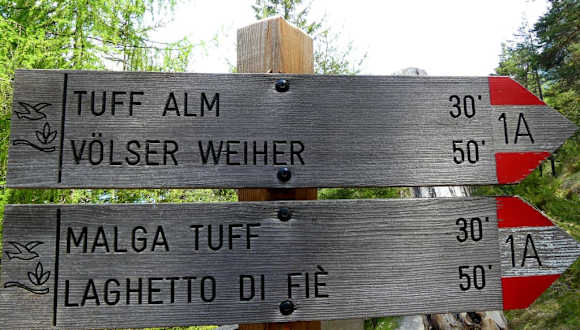 TUFF ALM 30'
VÖLSER WEIHER 50'
1A
MALGA TUFF 30'
LAGHETTO DI FIÈ 50'
1A